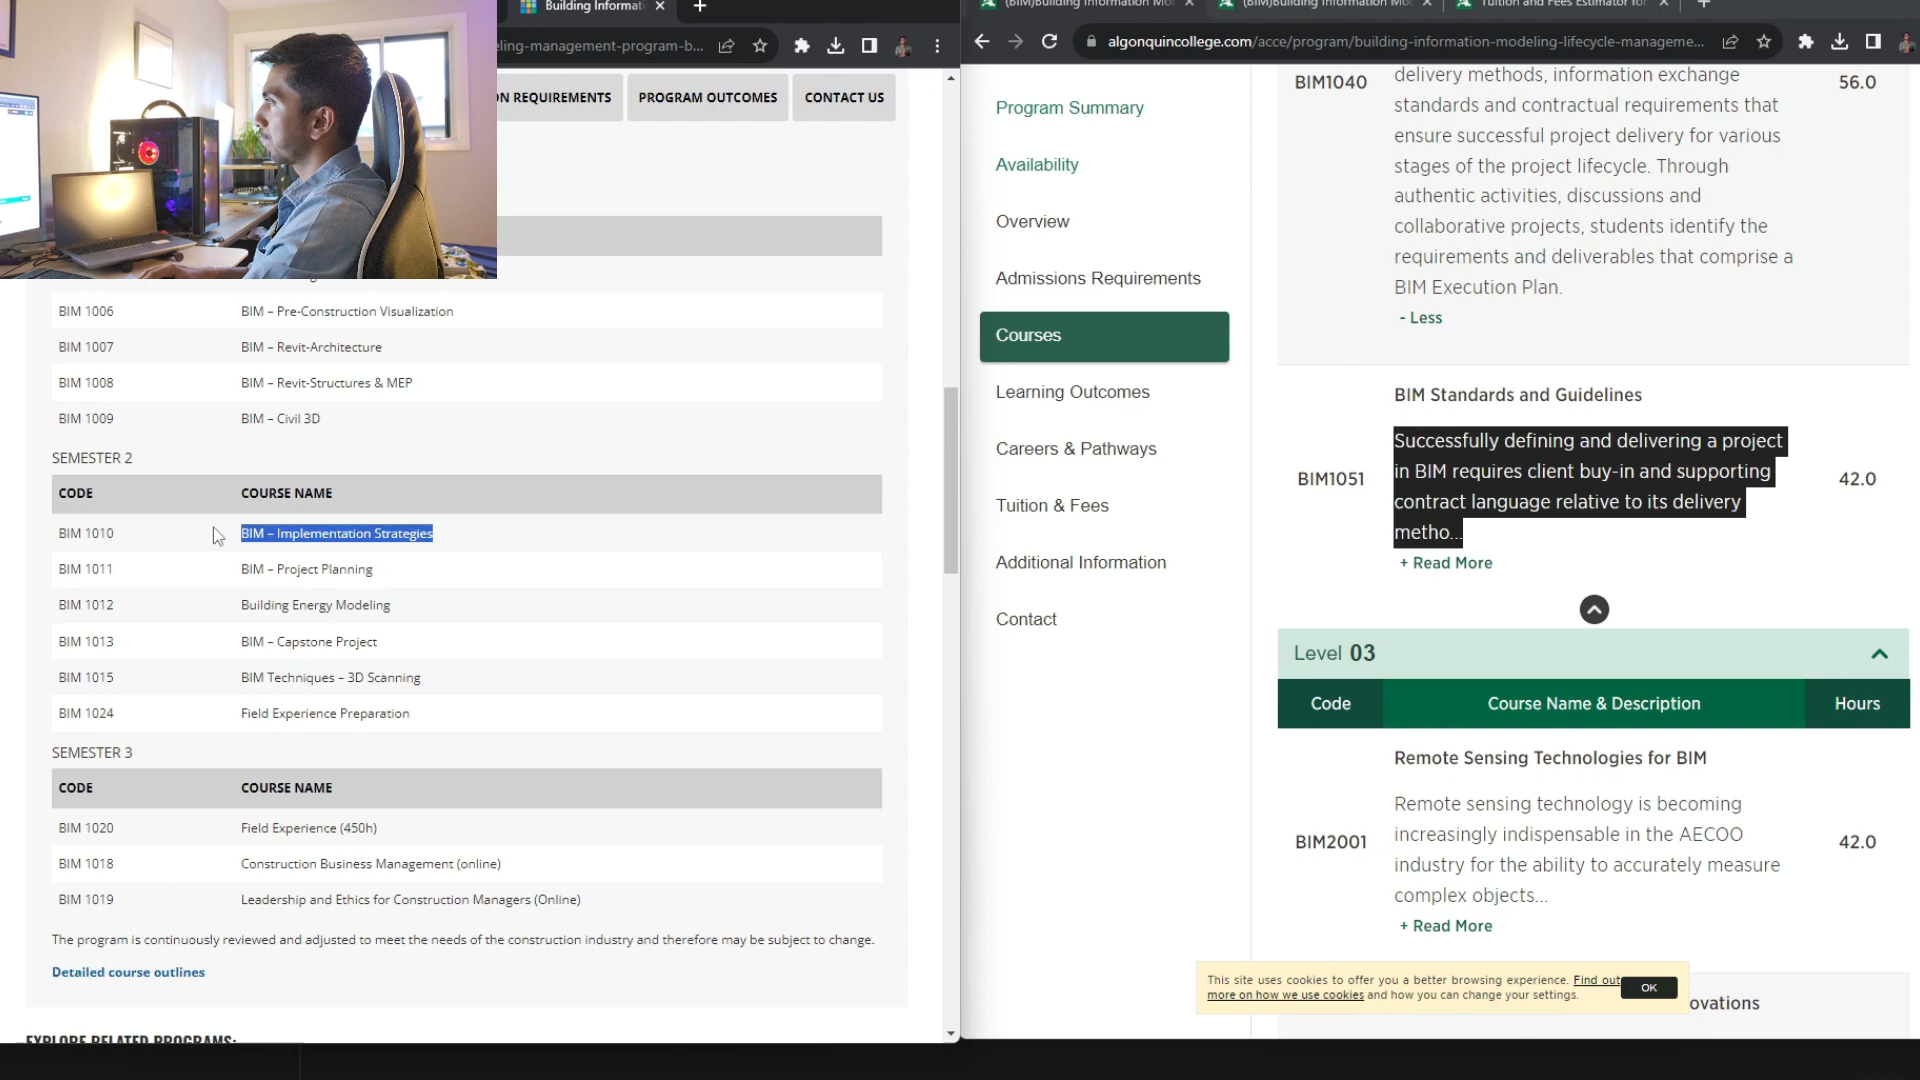 Building Informat
eling-management-program-b...
N REQUIREMENTS
PROGRAM OUTCOMES
CONTACT US
BIM 1006 BIM – Pre-Construction Visualization
BIM 1007 BIM – Revit-Architecture
BIM 1008 BIM – Revit-Structures & MEP
BIM 1009 BIM – Civil 3D
SEMESTER 2
CODE COURSE NAME
BIM 1010 BIM – Implementation Strategies
BIM 1011 BIM – Project Planning
BIM 1012 Building Energy Modeling
BIM 1013 BIM – Capstone Project
BIM 1015 BIM Techniques – 3D Scanning
BIM 1024 Field Experience Preparation
SEMESTER 3
CODE COURSE NAME
BIM 1020 Field Experience (450h)
BIM 1018 Construction Business Management (online)
BIM 1019 Leadership and Ethics for Construction Managers (Online)
The program is continuously reviewed and adjusted to meet the needs of the construction industry and therefore may be subject to change.
Detailed course outlines
EXPLORE RELATED PROGRAMS:
(BIM)Building Information Mo
(BIM)Building Information Mo
Tuition and Fees Estimator for
algonquincollege.com/acce/program/building-information-modeling-lifecycle-manageme...
Program Summary
Availability
Overview
Admissions Requirements
Courses
Learning Outcomes
Careers & Pathways
Tuition & Fees
Additional Information
Contact
BIM1040
delivery methods, information exchange
standards and contractual requirements that
ensure successful project delivery for various
stages of the project lifecycle. Through
authentic activities, discussions and
collaborative projects, students identify the
requirements and deliverables that comprise a
BIM Execution Plan.
- Less
56.0
BIM Standards and Guidelines
BIM1051
Successfully defining and delivering a project
in BIM requires client buy-in and supporting
contract language relative to its delivery
metho...
+ Read More
42.0
Level 03
Code Course Name & Description Hours
Remote Sensing Technologies for BIM
BIM2001
Remote sensing technology is becoming
increasingly indispensable in the AECOO
industry for the ability to accurately measure
complex objects...
+ Read More
42.0
This site uses cookies to offer you a better browsing experience. Find out
more on how we use cookies and how you can change your settings.
OK
ovations